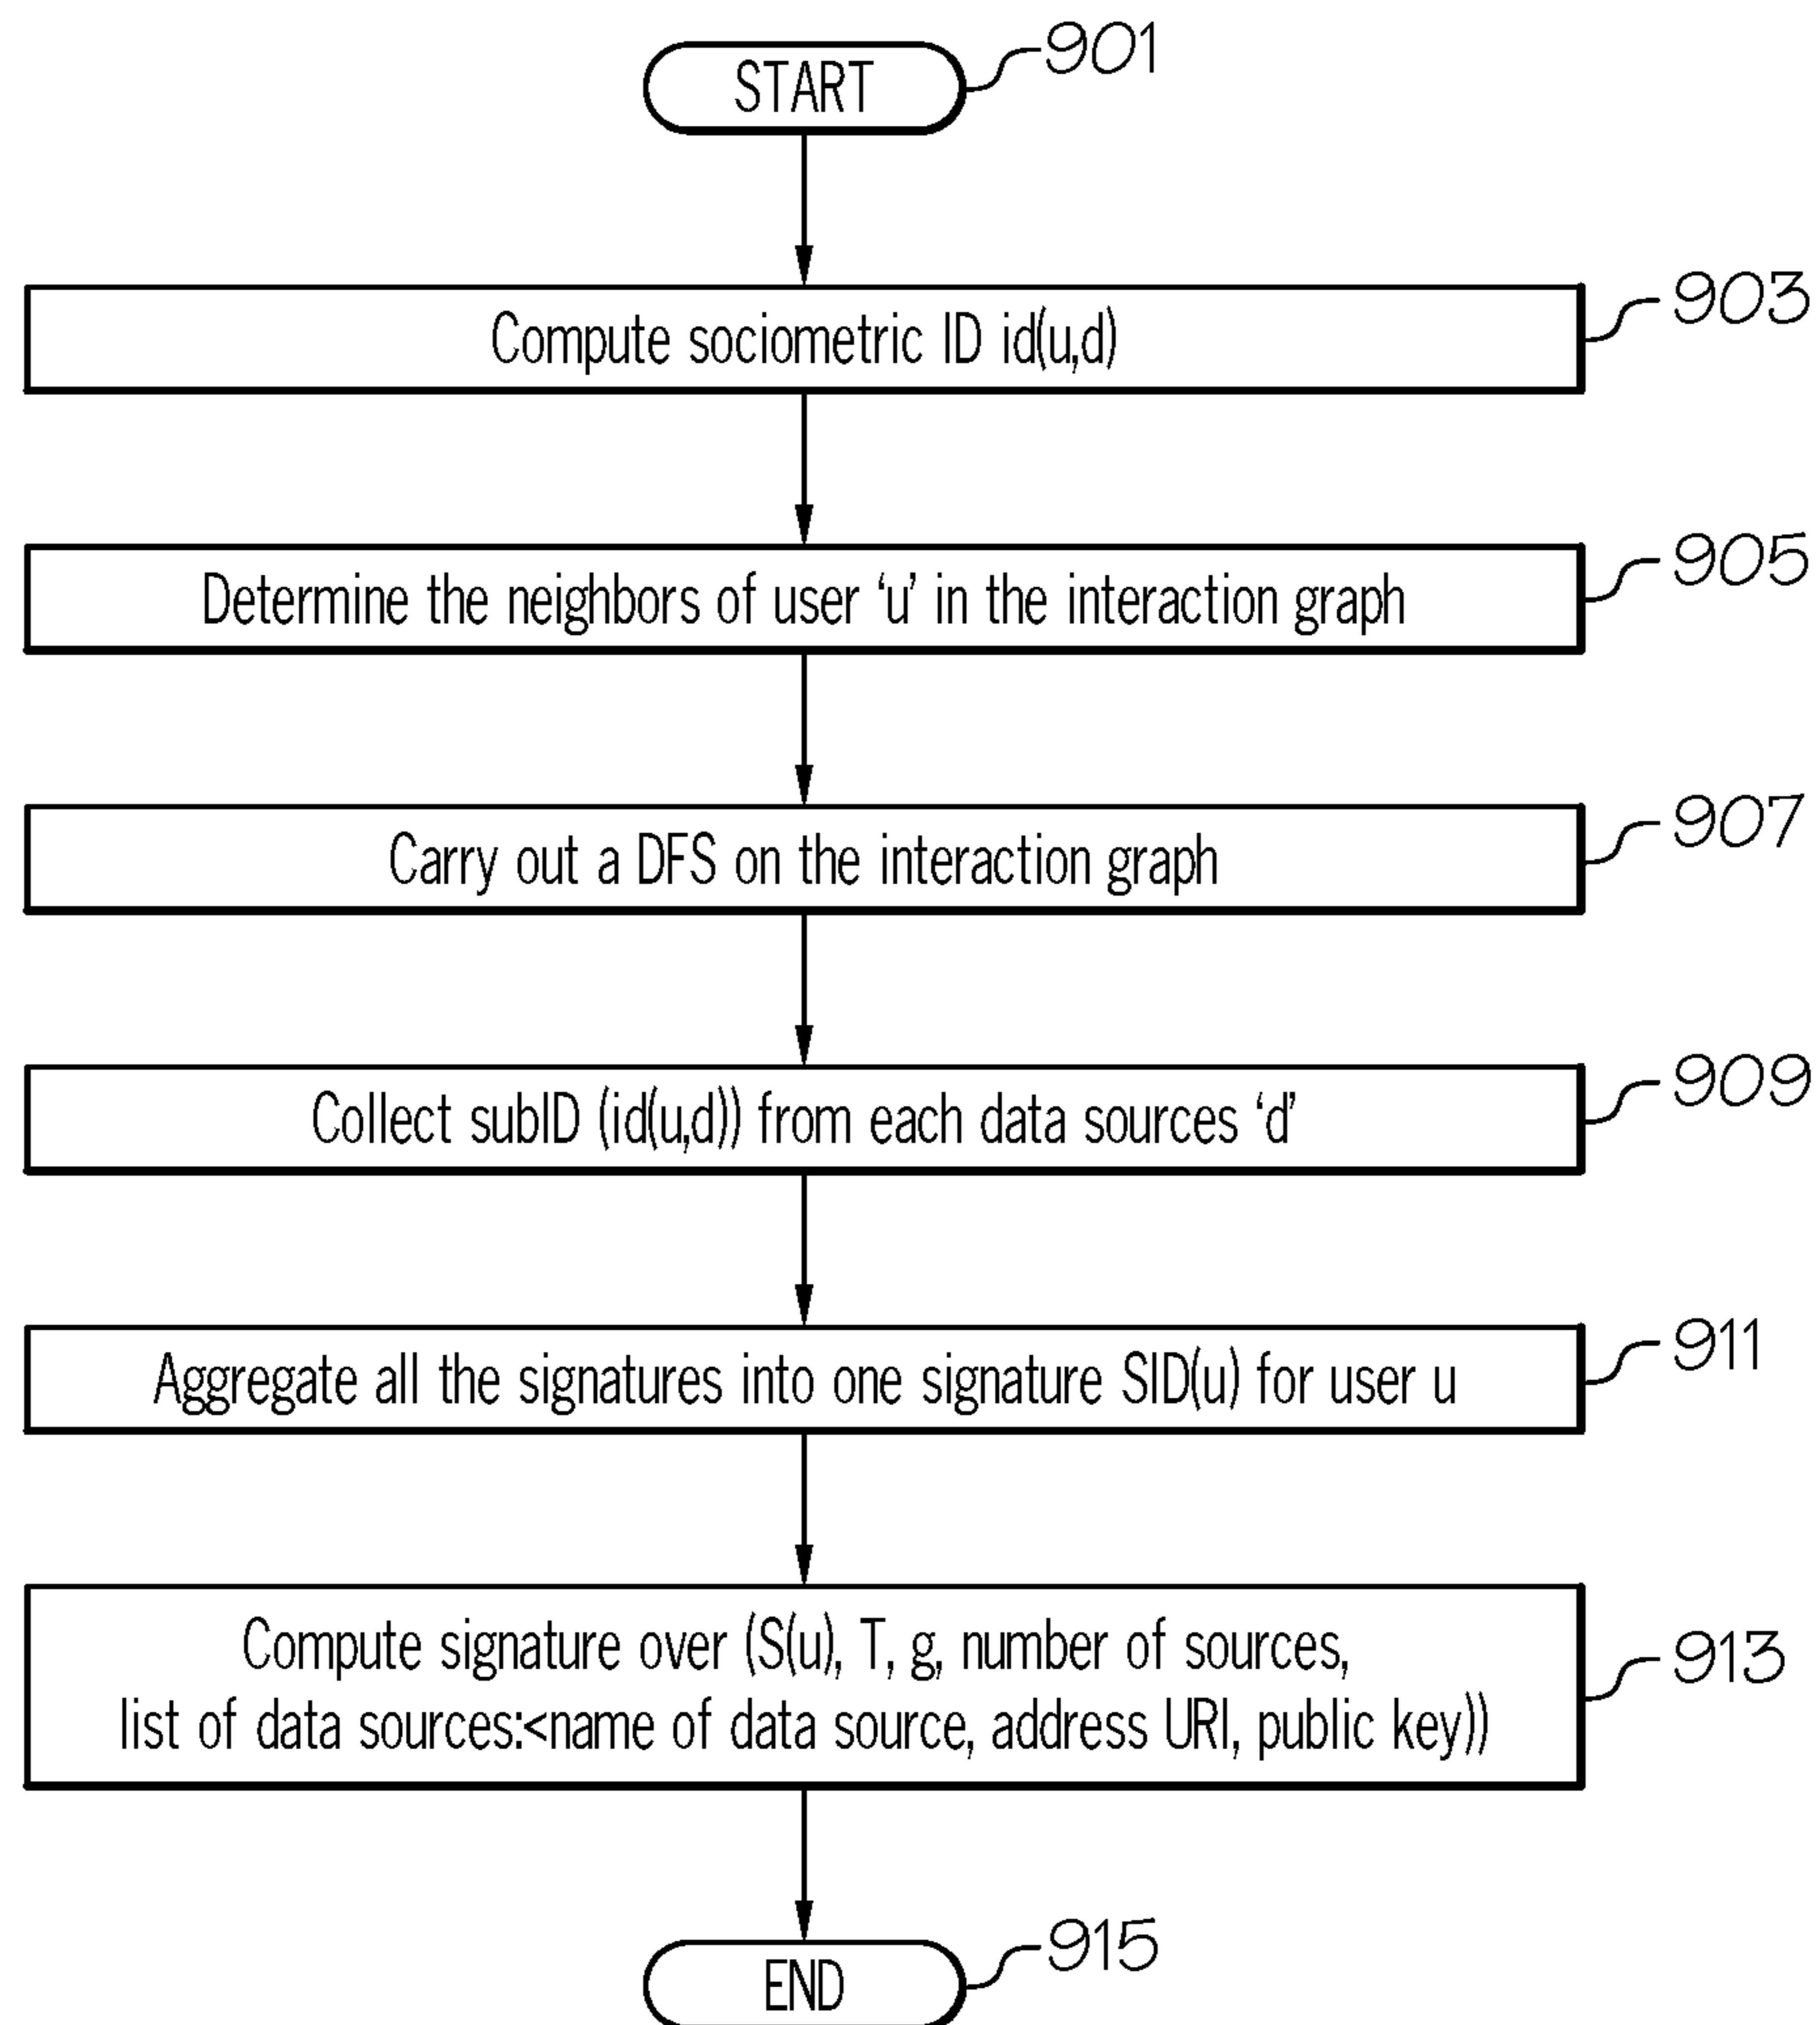 START
901
Compute sociometric ID id(u,d)
903
Determine the neighbors of user ‘u’ in the interaction graph
905
Carry out a DFS on the interaction graph
907
Collect subID (id(u,d)) from each data sources ‘d’
909
Aggregate all the signatures into one signature SID(u) for user u
911
Compute signature over (S(u), T, g, number of sources,
list of data sources:<name of data source, address URI, public key))
913
END
915